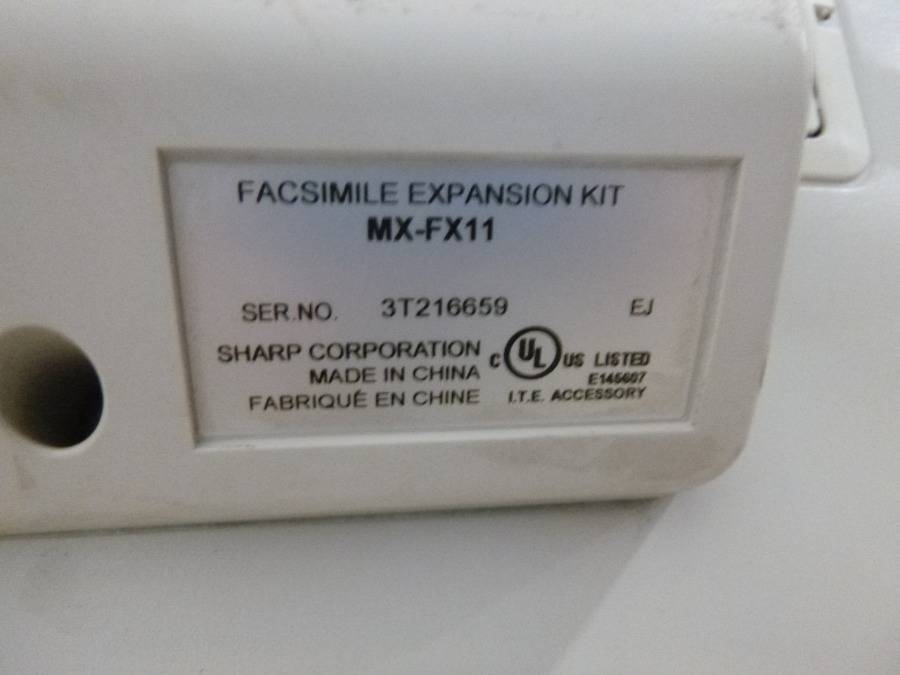 FACSIMILE EXPANSION KIT
MX-FX11
SER.NO. 3T216659 EJ
SHARP CORPORATION
MADE IN CHINA
FABRIQUÉ EN CHINE
C UL US LISTED
E145607
I.T.E. ACCESSORY